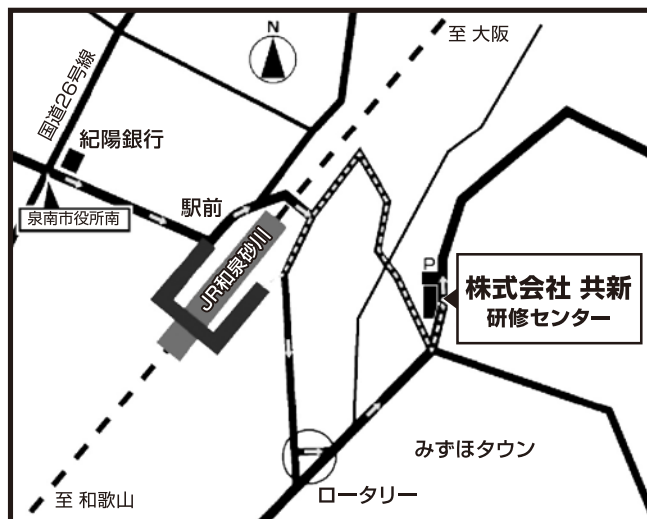 N
至 大阪
国道26号線
紀陽銀行
泉南市役所南
駅前
JR和泉砂川
P
株式会社 共新
研修センター
みずほタウン
ロータリー
至 和歌山